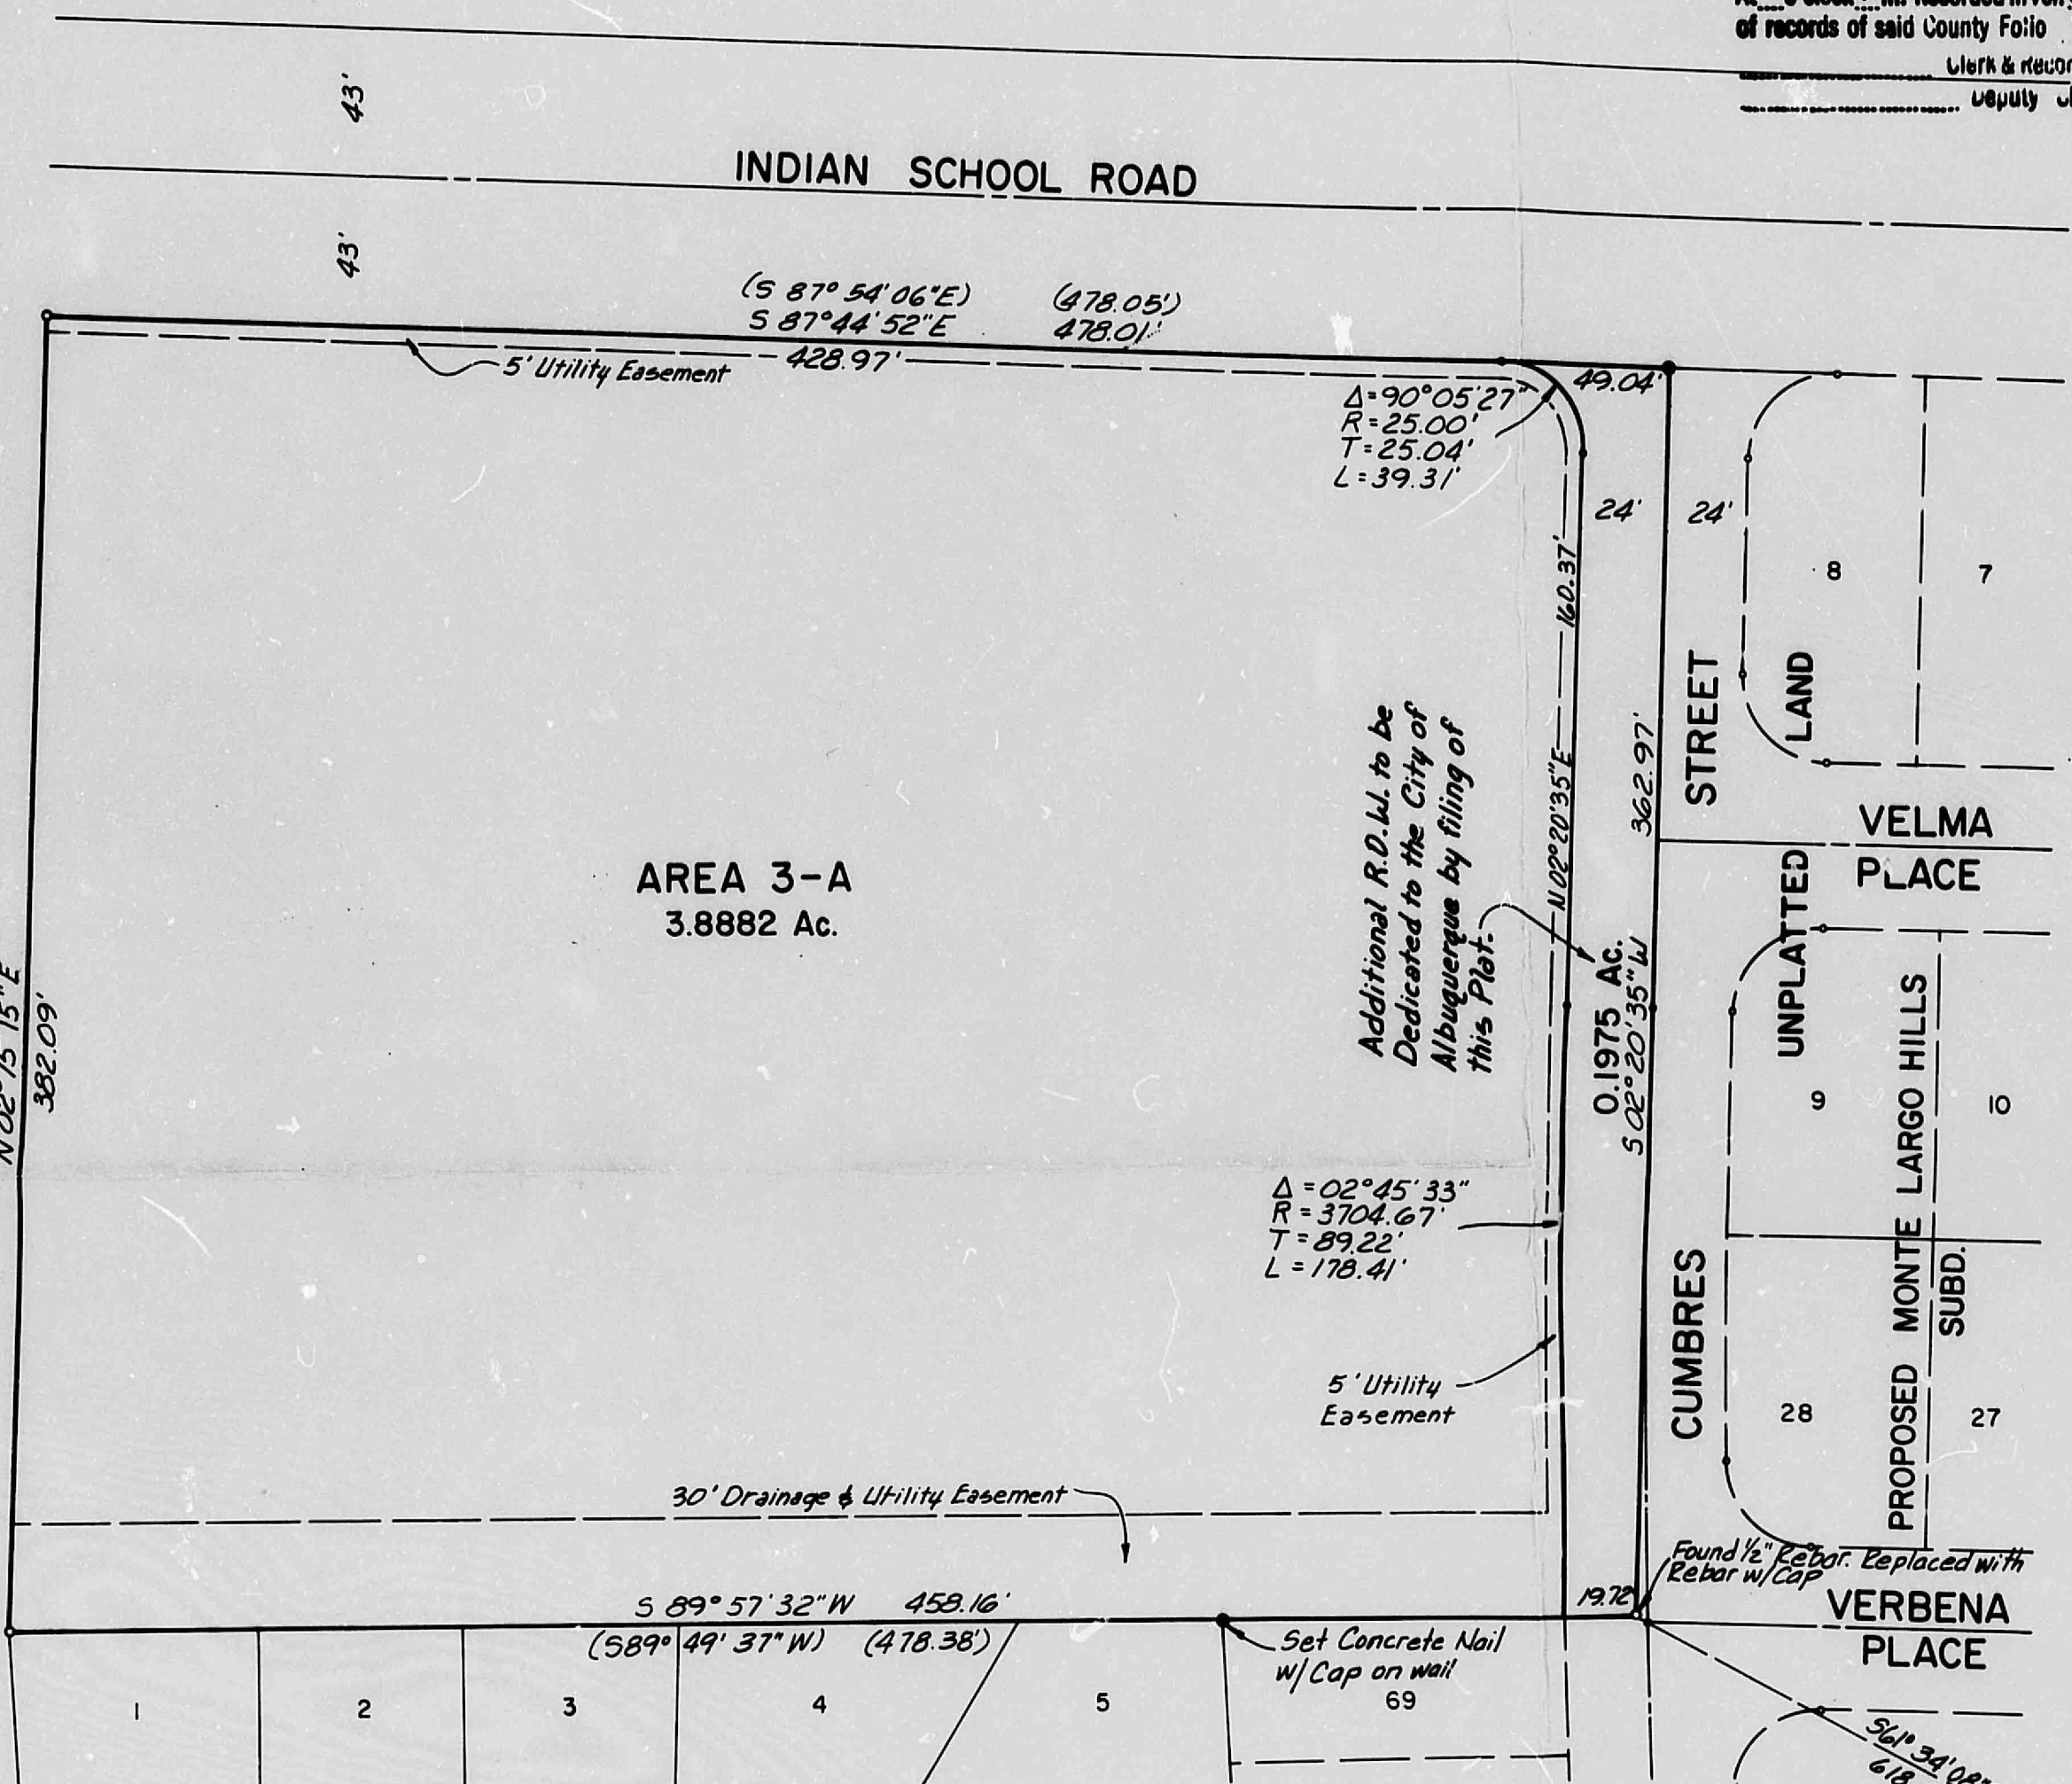 of records of said County Folio
Clerk & Recor
Deputy
43'
INDIAN SCHOOL ROAD
43'
(S 87° 54' 06"E) (478.05')
S 87°44'52"E 478.01'
428.97'
5' Utility Easement
49.04'
Δ=90°05'27"
R=25.00'
T=25.04'
L=39.31'
24' 24'
8 7
160.37'
N02°20'35"E
STREET
LAND
362.97'
Additional R.O.W. to be
Dedicated to the City of
Albuquerque by filing of
this Plat.
VELMA
PLACE
AREA 3-A
3.8882 Ac.
UNPLATTED
0.1975 Ac.
S 02°20'35"W
N 02°15'15"E
382.09'
9 10
PROPOSED MONTE LARGO HILLS
SUBD.
Δ=02°45'33"
R=3704.67'
T=89.22'
L=178.41'
CUMBRES
5' Utility
Easement
28 27
30' Drainage & Utility Easement
Found 1/2" Rebar. Replaced with
Rebar w/Cap
S 89°57'32"W 458.16'
19.72'
VERBENA
PLACE
(S89° 49' 37"W) (478.38')
Set Concrete Nail
w/Cap on wall
1 2 3 4 5 69
S61°34'08"
618